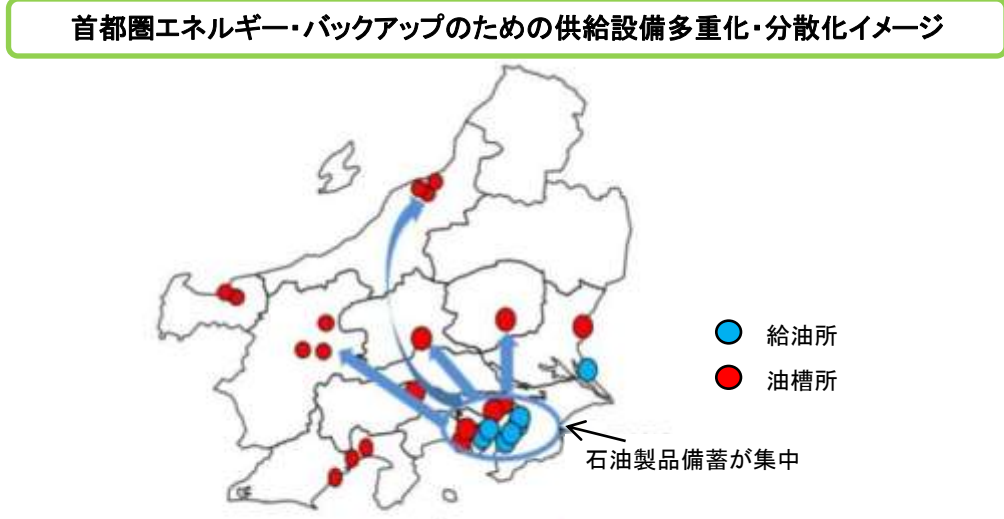 首都圏エネルギー・バックアップのための供給設備多重化・分散化イメージ
給油所
油槽所
石油製品備蓄が集中